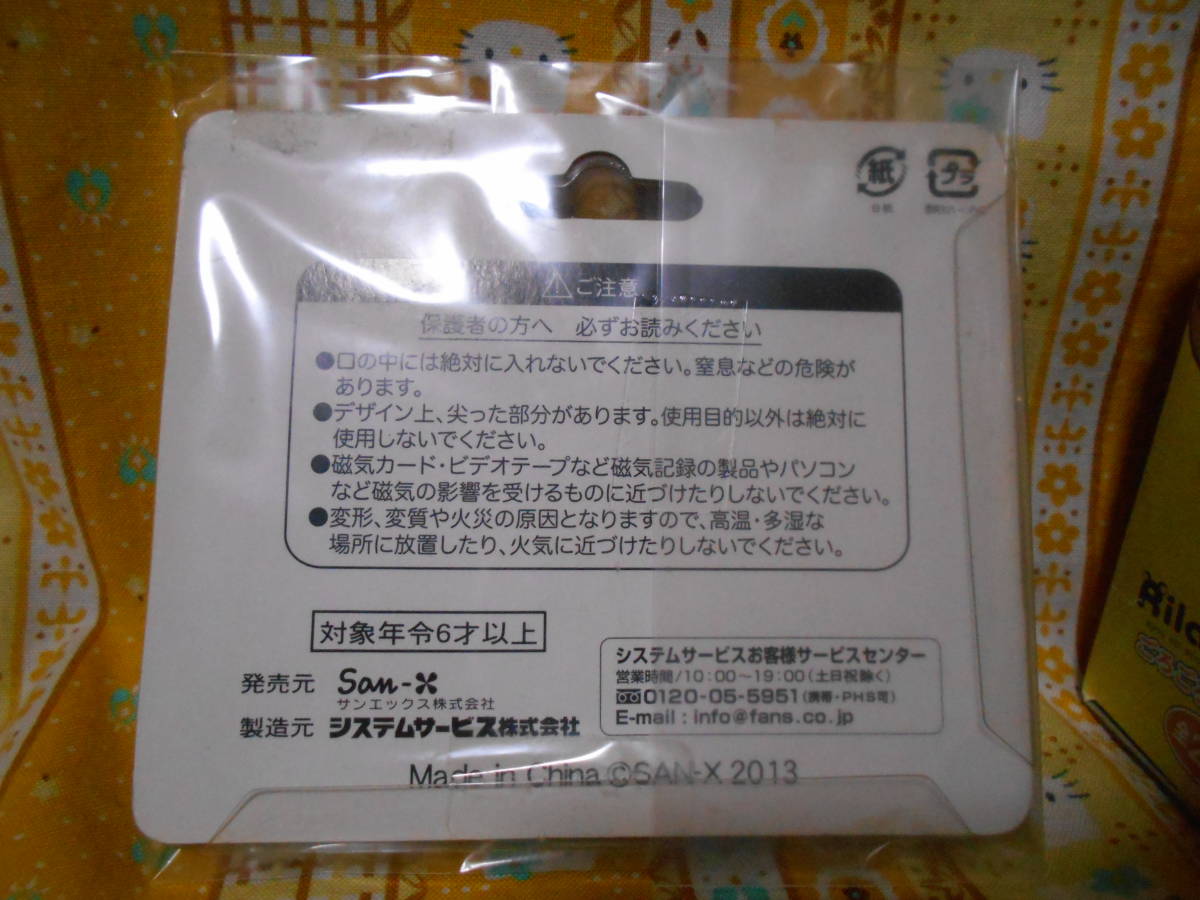 紙
プラ
台紙
ご注意
保護者の方へ 必ずお読みください
●口の中には絶対に入れないでください。窒息などの危険が
あります。
●デザイン上、尖った部分があります。使用目的以外は絶対に
使用しないでください。
●磁気カード・ビデオテープなど磁気記録の製品やパソコン
など磁気の影響を受けるものに近づけたりしないでください。
●変形、変質や火災の原因となりますので、高温・多湿な
場所に放置したり、火気に近づけたりしないでください。
対象年令6才以上
発売元 San-X
サンエックス株式会社
製造元 システムサービス株式会社
システムサービスお客様サービスセンター
営業時間/10:00〜19:00(土日祝除く)
0120-05-5951(携帯・PHS可)
E-mail : info@fans.co.jp
Made in China ©SAN-X 2013